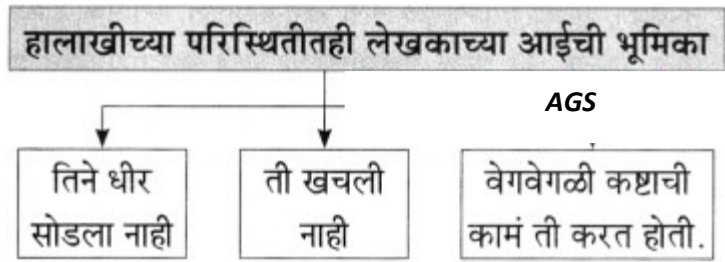 हालाखीच्या परिस्थितीतही लेखकाच्या आईची भूमिका
AGS
तिने धीर
सोडला नाही
ती खचली
नाही
वेगवेगळी कष्टाची
कामं ती करत होती.